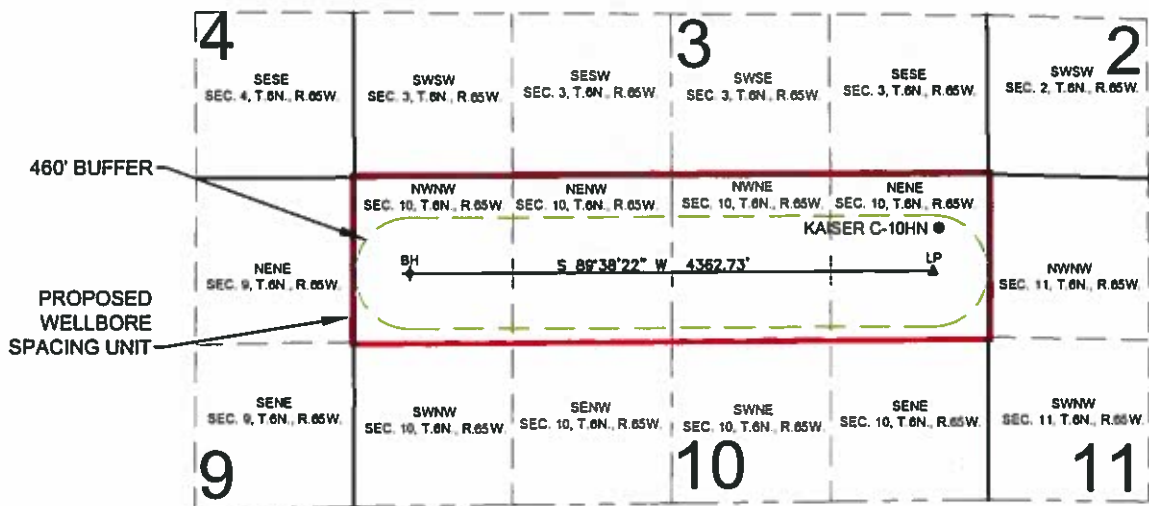 4
3
2
SESE
SEC. 4, T.6N., R.65W.
SWSW
SEC. 3, T.6N., R.65W.
SESW
SEC. 3, T.6N., R.65W.
SWSE
SEC. 3, T.6N., R.65W.
SESE
SEC. 3, T.6N., R.65W.
SWSW
SEC. 2, T.6N., R.65W.
460' BUFFER
NWNW
SEC. 10, T.6N., R.65W.
NENW
SEC. 10, T.6N., R.65W.
NWNE
SEC. 10, T.6N., R.65W.
NENE
SEC. 10, T.6N., R.65W.
KAISER C-10HN
BH
S 89°38'22" W 4362.73'
LP
NENE
SEC. 9, T.6N., R.65W.
NWNW
SEC. 11, T.6N., R.65W.
PROPOSED
WELLBORE
SPACING UNIT
SENE
SEC. 9, T.6N., R.65W.
SWNW
SEC. 10, T.6N., R.65W.
SENW
SEC. 10, T.6N., R.65W.
SWNE
SEC. 10, T.6N., R.65W.
SENE
SEC. 10, T.6N., R.65W.
SWNW
SEC. 11, T.6N., R.65W.
9
10
11